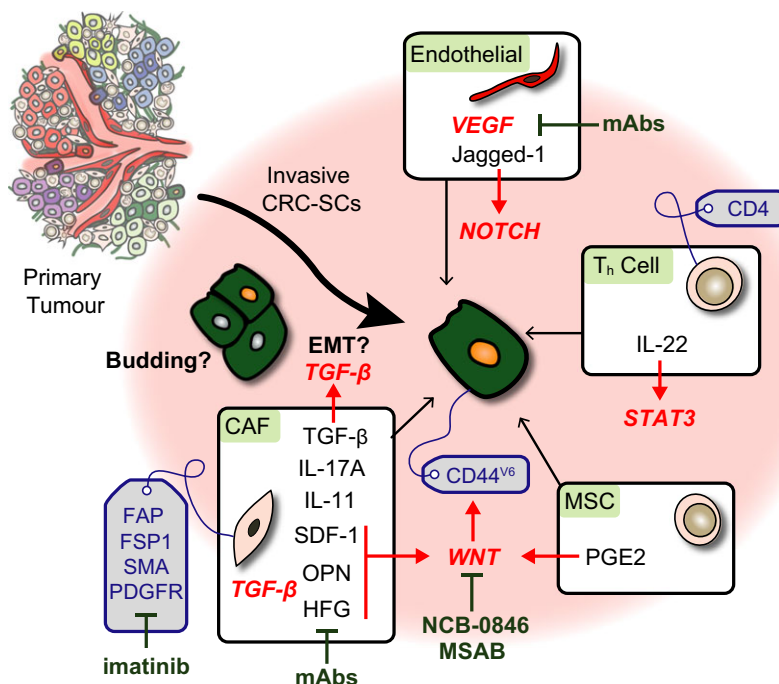 Endothelial
VEGF
mAbs
Jagged-1
NOTCH
Invasive
CRC-SCs
Primary
Tumour
CD4
Th Cell
IL-22
STAT3
Budding?
EMT?
TGF-β
CAF
TGF-β
IL-17A
IL-11
SDF-1
OPN
HFG
TGF-β
FAP
FSP1
SMA
PDGFR
imatinib
mAbs
CD44V6
WNT
NCB-0846
MSAB
MSC
PGE2